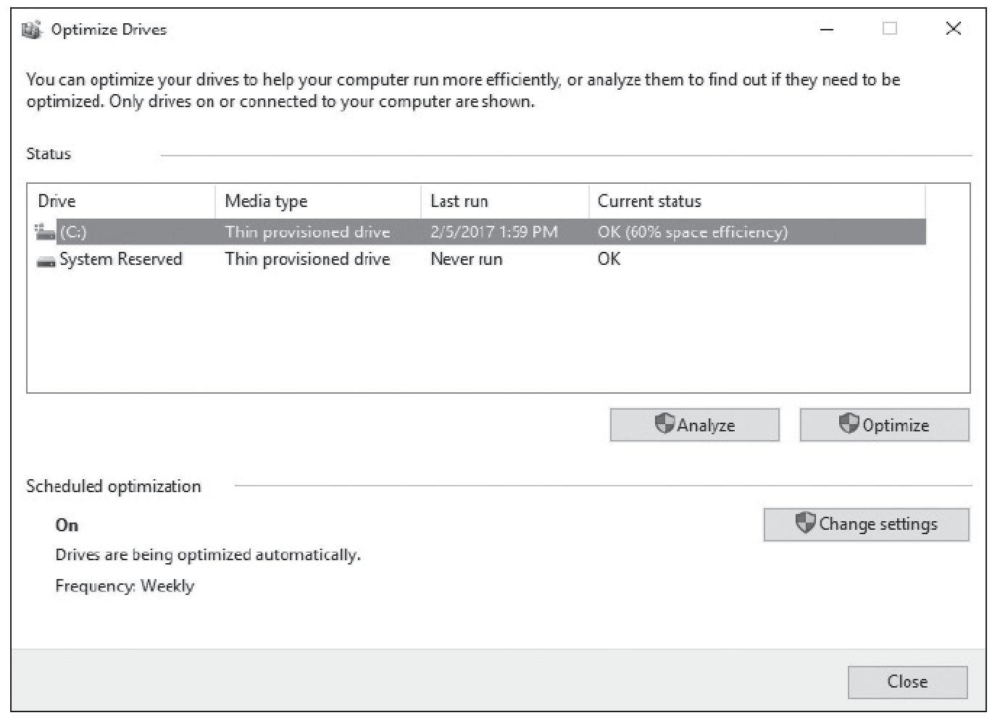 Optimize Drives
You can optimize your drives to help your computer run more efficiently, or analyze them to find out if they need to be
optimized. Only drives on or connected to your computer are shown.
Status
Drive Media type Last run Current status
(C:) Thin provisioned drive 2/5/2017 1:59 PM OK (60% space efficiency)
System Reserved Thin provisioned drive Never run OK
Analyze Optimize
Scheduled optimization
On
Change settings
Drives are being optimized automatically.
Frequency: Weekly
Close